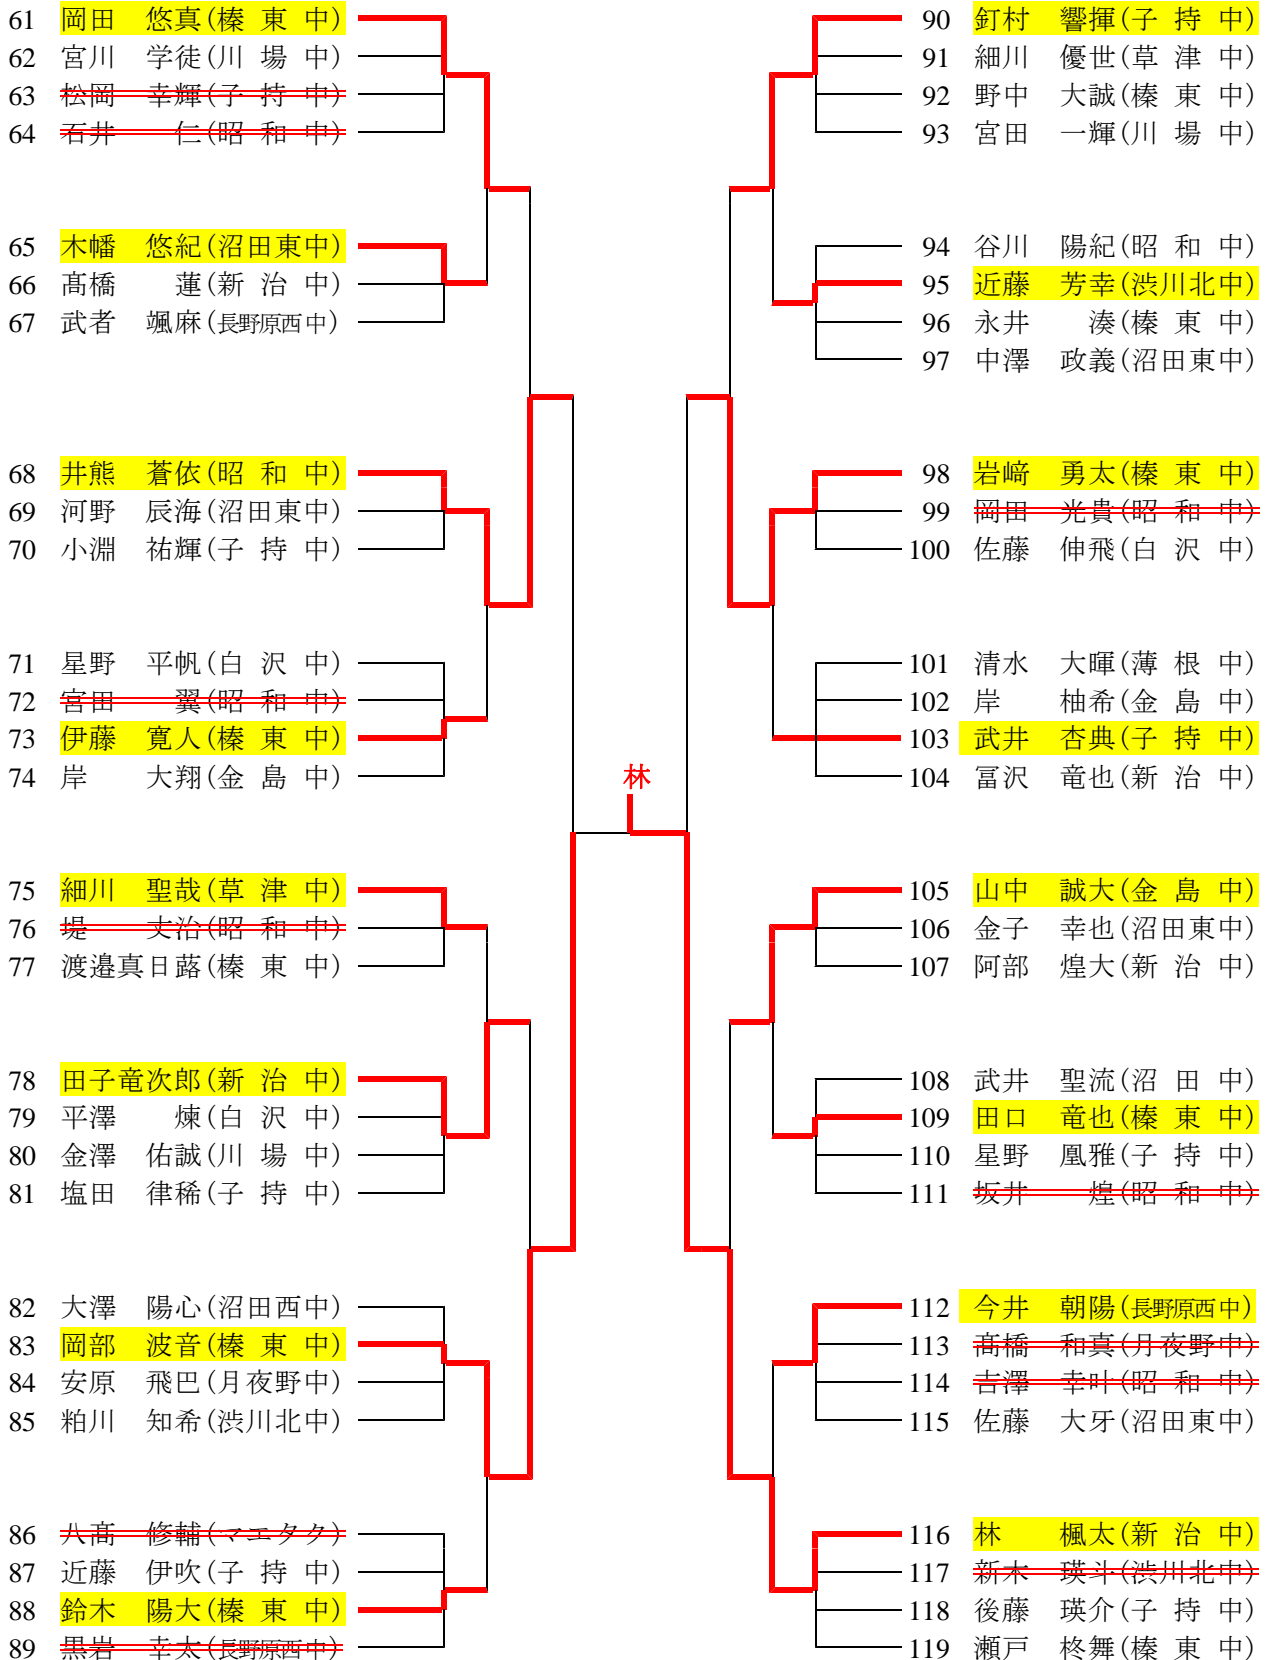 61 岡田 悠真(榛 東 中)
62 宮川 学徒(川 場 中)
63 松岡 幸輝(子 持 中)
64 石井 仁(昭 和 中)
65 木幡 悠紀(沼田東中)
66 髙橋 蓮(新 治 中)
67 武者 颯麻(長野原西中)
68 井熊 蒼依(昭 和 中)
69 河野 辰海(沼田東中)
70 小淵 祐輝(子 持 中)
71 星野 平帆(白 沢 中)
72 宮田 翼(昭 和 中)
73 伊藤 寛人(榛 東 中)
74 岸 大翔(金 島 中)
75 細川 聖哉(草 津 中)
76 堤 丈治(昭 和 中)
77 渡邉真日蕗(榛 東 中)
78 田子竜次郎(新 治 中)
79 平澤 煉(白 沢 中)
80 金澤 佑誠(川 場 中)
81 塩田 律稀(子 持 中)
82 大澤 陽心(沼田西中)
83 岡部 波音(榛 東 中)
84 安原 飛巴(月夜野中)
85 粕川 知希(渋川北中)
86 八髙 修輔(マエタク)
87 近藤 伊吹(子 持 中)
88 鈴木 陽大(榛 東 中)
89 黒岩 幸太(長野原西中)
林
90 釘村 響揮(子 持 中)
91 細川 優世(草 津 中)
92 野中 大誠(榛 東 中)
93 宮田 一輝(川 場 中)
94 谷川 陽紀(昭 和 中)
95 近藤 芳幸(渋川北中)
96 永井 湊(榛 東 中)
97 中澤 政義(沼田東中)
98 岩﨑 勇太(榛 東 中)
99 岡田 光貴(昭 和 中)
100 佐藤 伸飛(白 沢 中)
101 清水 大暉(薄 根 中)
102 岸 柚希(金 島 中)
103 武井 杏典(子 持 中)
104 冨沢 竜也(新 治 中)
105 山中 誠大(金 島 中)
106 金子 幸也(沼田東中)
107 阿部 煌大(新 治 中)
108 武井 聖流(沼 田 中)
109 田口 竜也(榛 東 中)
110 星野 凰雅(子 持 中)
111 坂井 煌(昭 和 中)
112 今井 朝陽(長野原西中)
113 髙橋 和真(月夜野中)
114 吉澤 幸叶(昭 和 中)
115 佐藤 大牙(沼田東中)
116 林 楓太(新 治 中)
117 新木 瑛斗(渋川北中)
118 後藤 瑛介(子 持 中)
119 瀬戸 柊舞(榛 東 中)